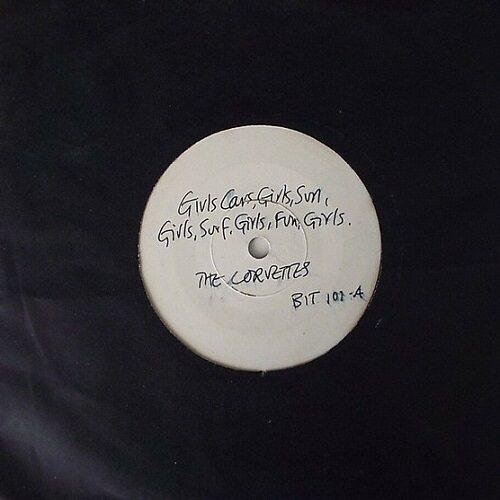 Girls Cars, Girls, Sun,
Girls, Surf, Girls, Fun, Girls.
THE CORVETTES
BIT 102-A